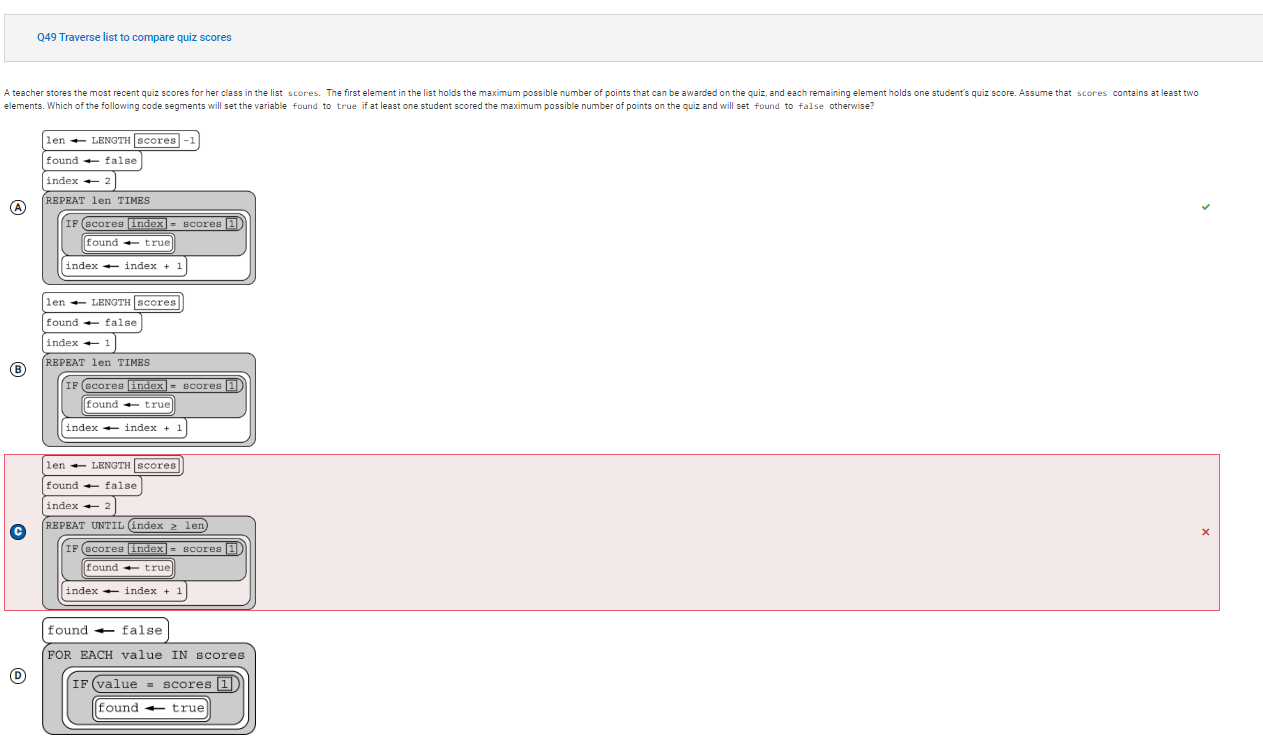 Q49 Traverse list to compare quiz scores
A teacher stores the most recent quiz scores for her class in the list scores. The first element in the list holds the maximum possible number of points that can be awarded on the quiz, and each remaining element holds one student's quiz score. Assume that scores contains at least two
elements. Which of the following code segments will set the variable found to true if at least one student scored the maximum possible number of points on the quiz and will set found to false otherwise?
A
len ← LENGTH scores -1
found ← false
index ← 2
REPEAT len TIMES
IF scores index = scores 1
found ← true
index ← index + 1
B
len ← LENGTH scores
found ← false
index ← 1
REPEAT len TIMES
IF scores index = scores 1
found ← true
index ← index + 1
C
len ← LENGTH scores
found ← false
index ← 2
REPEAT UNTIL index ≥ len
IF scores index = scores 1
found ← true
index ← index + 1
D
found ← false
FOR EACH value IN scores
IF value = scores 1
found ← true